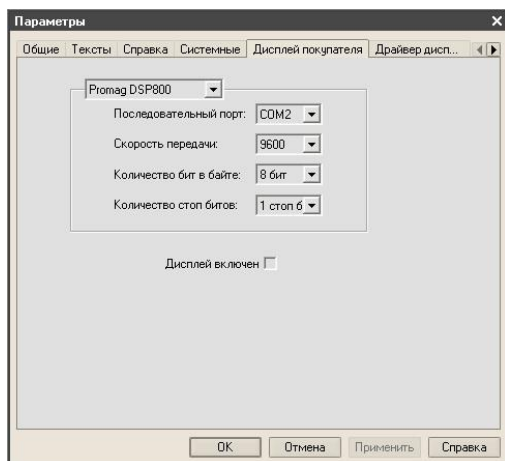 Параметры
Общие Тексты Справка Системные Дисплей покупателя Драйвер дисп...
Promag DSP800
Последовательный порт: COM2
Скорость передачи: 9600
Количество бит в байте: 8 бит
Количество стоп битов: 1 стоп б
Дисплей включен
OK Отмена Применить Справка